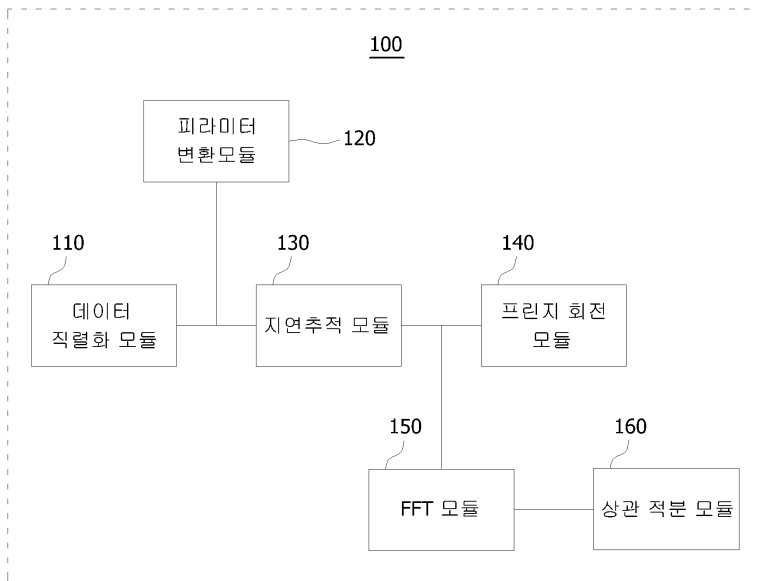 100
피라미터
변환모듈
120
110
130
140
데이터
직렬화 모듈
지연추적 모듈
프린지 회전
모듈
150
160
FFT 모듈
상관 적분 모듈